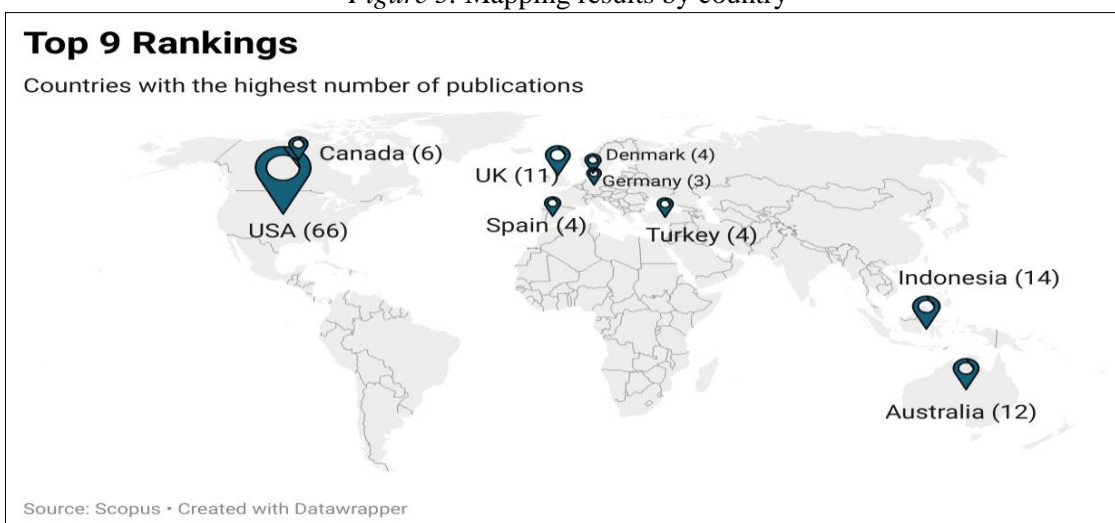 Figure 3. Mapping results by country
Top 9 Rankings
Countries with the highest number of publications
Canada (6)
USA (66)
UK (11)
Denmark (4)
Germany (3)
Spain (4)
Turkey (4)
Indonesia (14)
Australia (12)
Source: Scopus • Created with Datawrapper